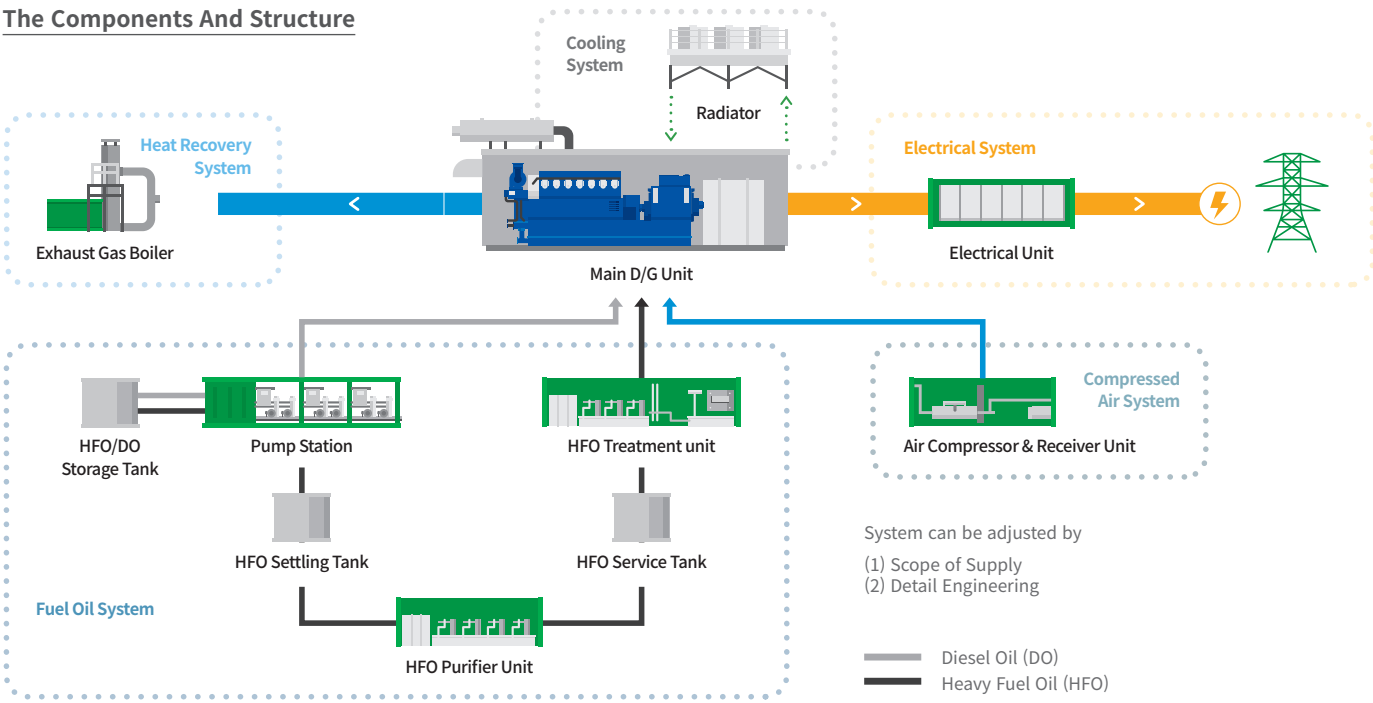 The Components And Structure
Cooling
System
Radiator
Heat Recovery
System
Exhaust Gas Boiler
Electrical System
Electrical Unit
Main D/G Unit
HFO/DO
Storage Tank
Pump Station
HFO Treatment unit
Compressed
Air System
Air Compressor & Receiver Unit
HFO Settling Tank
HFO Service Tank
Fuel Oil System
HFO Purifier Unit
System can be adjusted by
(1) Scope of Supply
(2) Detail Engineering
Diesel Oil (DO)
Heavy Fuel Oil (HFO)